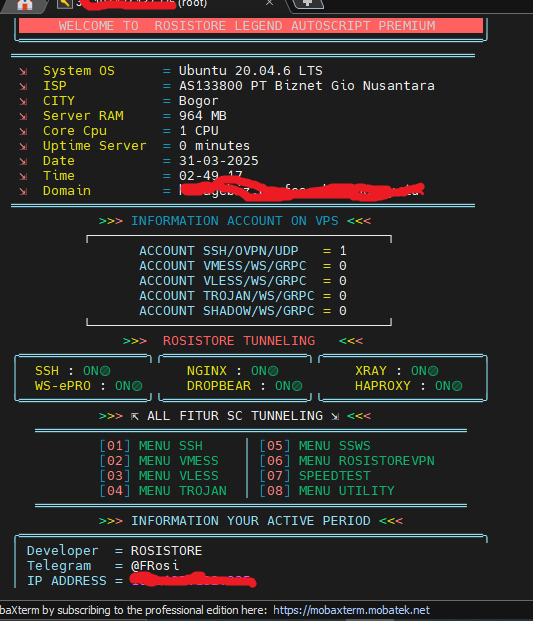 (root)
WELCOME TO ROSISTORE LEGEND AUTOSCRIPT PREMIUM
System OS = Ubuntu 20.04.6 LTS
ISP = AS133800 PT Biznet Gio Nusantara
CITY = Bogor
Server RAM = 964 MB
Core Cpu = 1 CPU
Uptime Server = 0 minutes
Date = 31-03-2025
Time = 02-49-17
Domain =
>>> INFORMATION ACCOUNT ON VPS <<<
ACCOUNT SSH/OVPN/UDP = 1
ACCOUNT VMESS/WS/GRPC = 0
ACCOUNT VLESS/WS/GRPC = 0
ACCOUNT TROJAN/WS/GRPC = 0
ACCOUNT SHADOW/WS/GRPC = 0
>>> ROSISTORE TUNNELING <<<
SSH : ON NGINX : ON XRAY : ON
WS-ePRO : ON DROPBEAR : ON HAPROXY : ON
>>> ⇱ ALL FITUR SC TUNNELING ⇲ <<<
[01] MENU SSH [05] MENU SSWS
[02] MENU VMESS [06] MENU ROSISTOREVPN
[03] MENU VLESS [07] SPEEDTEST
[04] MENU TROJAN [08] MENU UTILITY
>>> INFORMATION YOUR ACTIVE PERIOD <<<
Developer = ROSISTORE
Telegram = @FRosi
IP ADDRESS =
baXterm by subscribing to the professional edition here: https://mobaxterm.mobatek.net